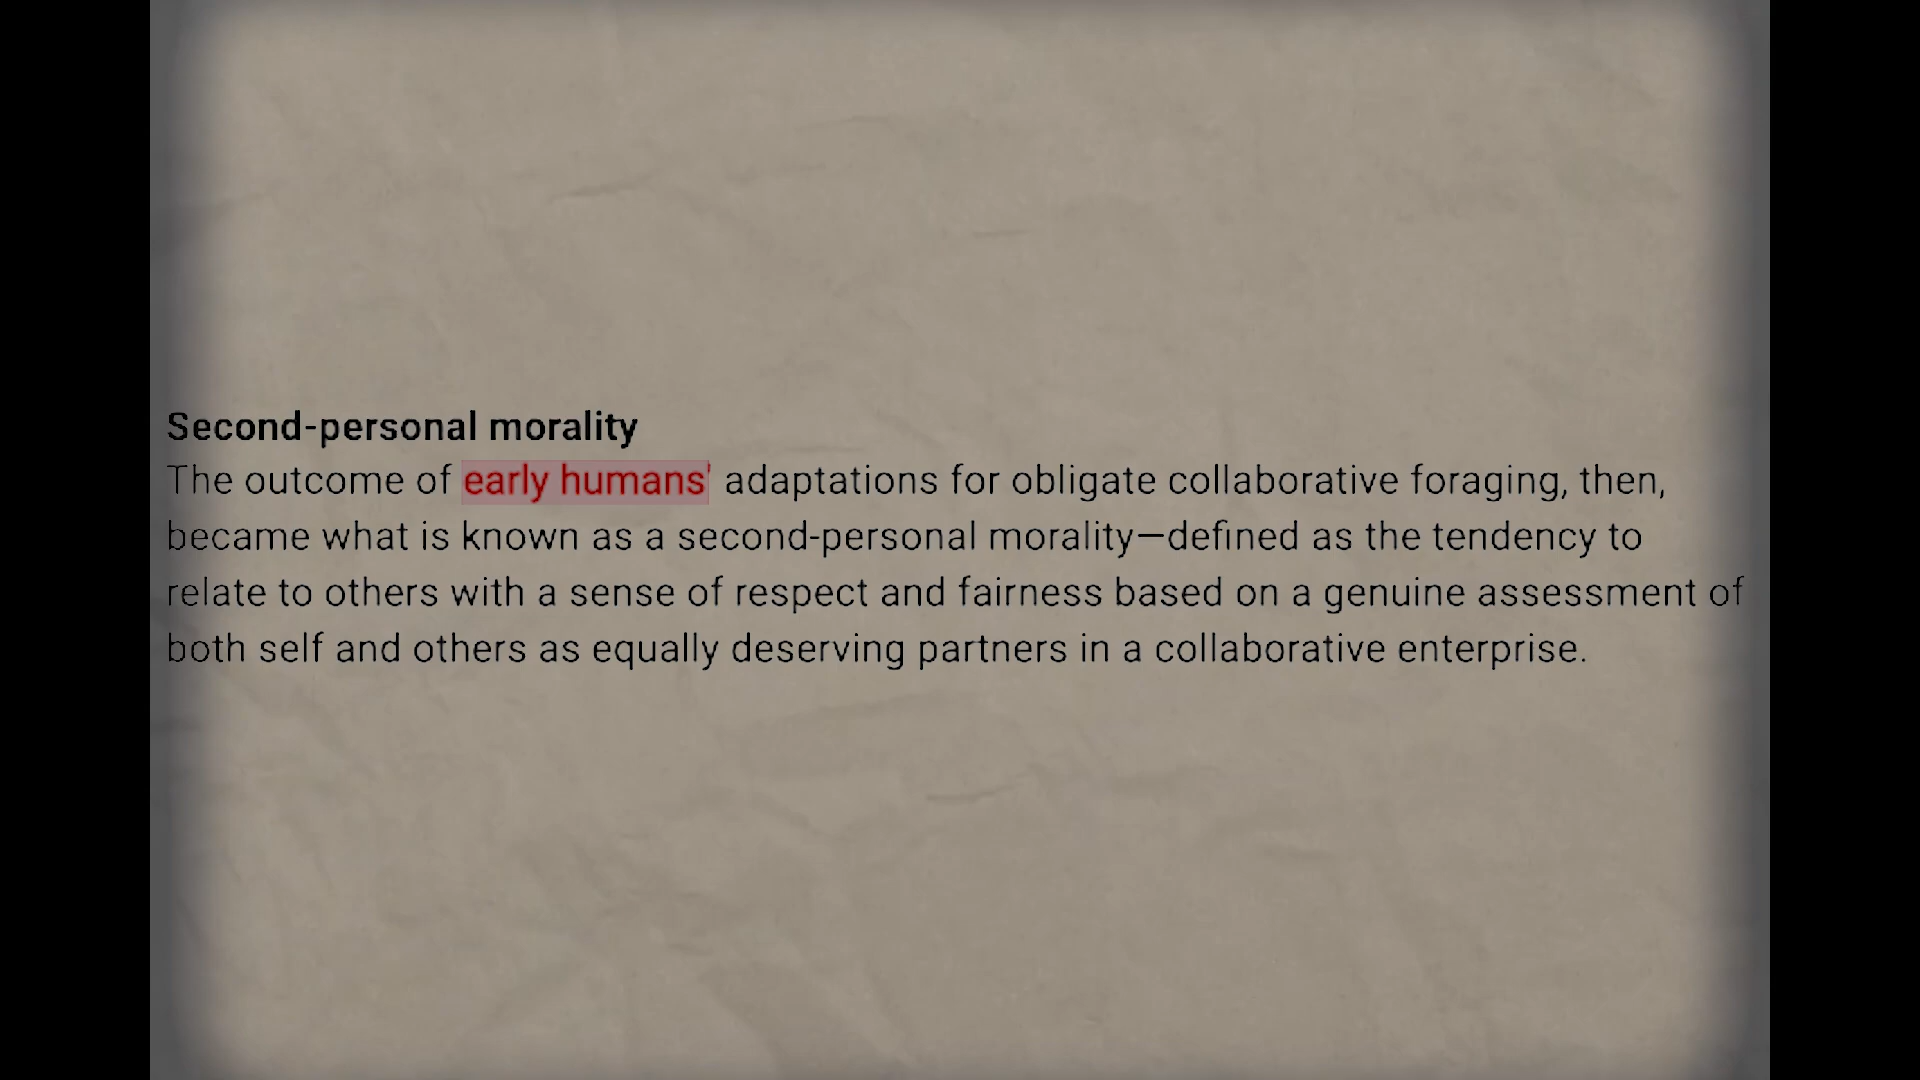 Second-personal morality
The outcome of early humans' adaptations for obligate collaborative foraging, then,
became what is known as a second-personal morality—defined as the tendency to
relate to others with a sense of respect and fairness based on a genuine assessment of
both self and others as equally deserving partners in a collaborative enterprise.